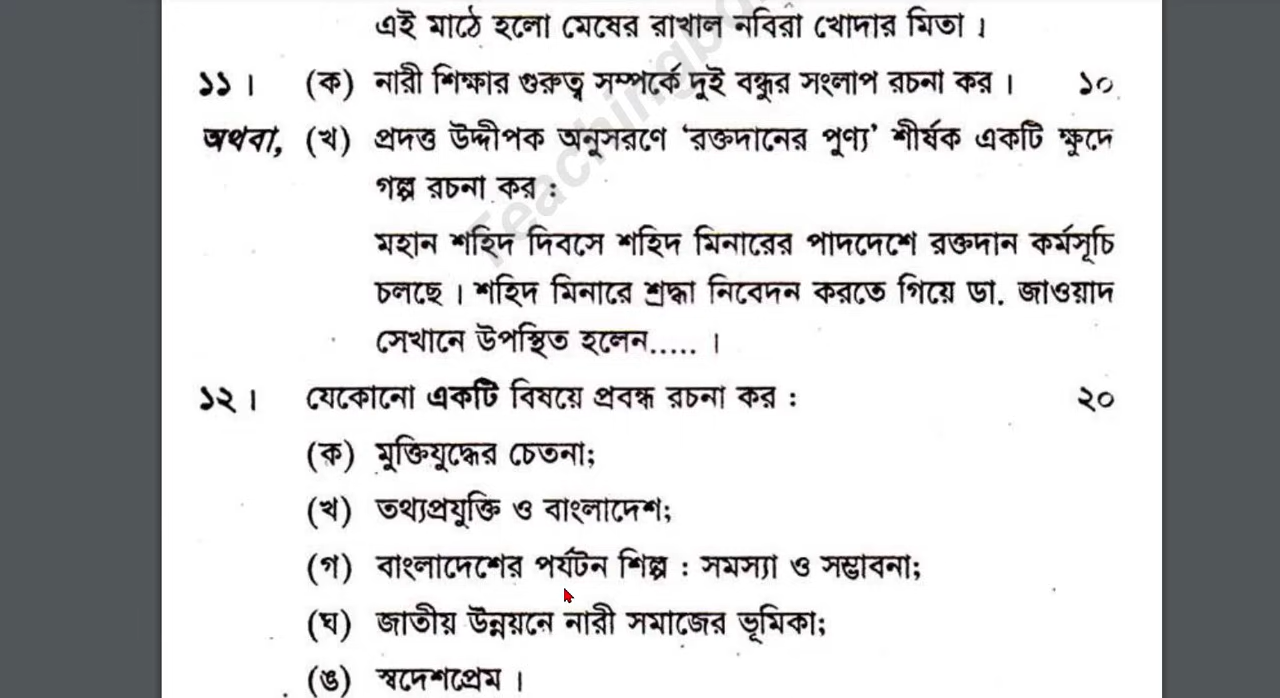 এই মাঠে হলো মেষের রাখাল নবিরা খোদার মিতা।
১১। (ক) নারী শিক্ষার গুরুত্ব সম্পর্কে দুই বন্ধুর সংলাপ রচনা কর। ১০
অথবা, (খ) প্রদত্ত উদ্দীপক অনুসরণে ‘রক্তদানের পুণ্য’ শীর্ষক একটি ক্ষুদে
গল্প রচনা কর :
মহান শহিদ দিবসে শহিদ মিনারের পাদদেশে রক্তদান কর্মসূচি
চলছে। শহিদ মিনারে শ্রদ্ধা নিবেদন করতে গিয়ে ডা. জাওয়াদ
সেখানে উপস্থিত হলেন.....।
১২। যেকোনো একটি বিষয়ে প্রবন্ধ রচনা কর : ২০
(ক) মুক্তিযুদ্ধের চেতনা;
(খ) তথ্যপ্রযুক্তি ও বাংলাদেশ;
(গ) বাংলাদেশের পর্যটন শিল্প : সমস্যা ও সম্ভাবনা;
(ঘ) জাতীয় উন্নয়নে নারী সমাজের ভূমিকা;
(ঙ) স্বদেশপ্রেম।